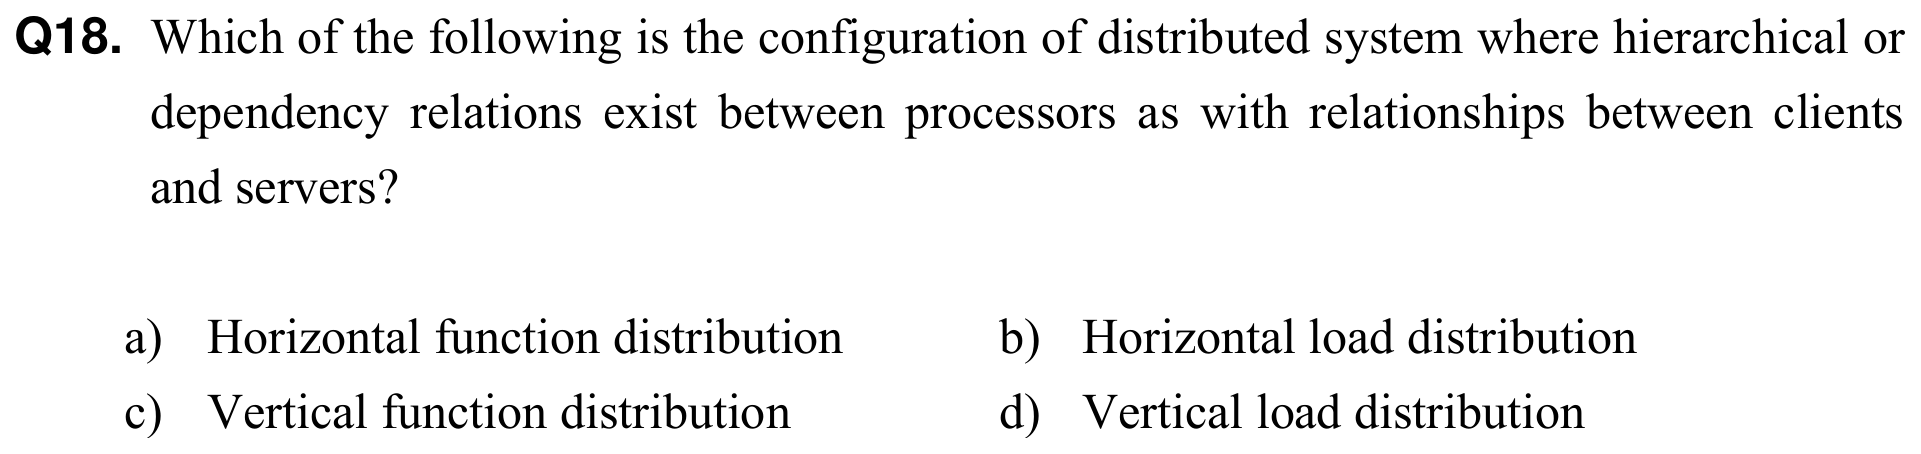 Q18. Which of the following is the configuration of distributed system where hierarchical or
dependency relations exist between processors as with relationships between clients
and servers?
a) Horizontal function distribution b) Horizontal load distribution
c) Vertical function distribution d) Vertical load distribution